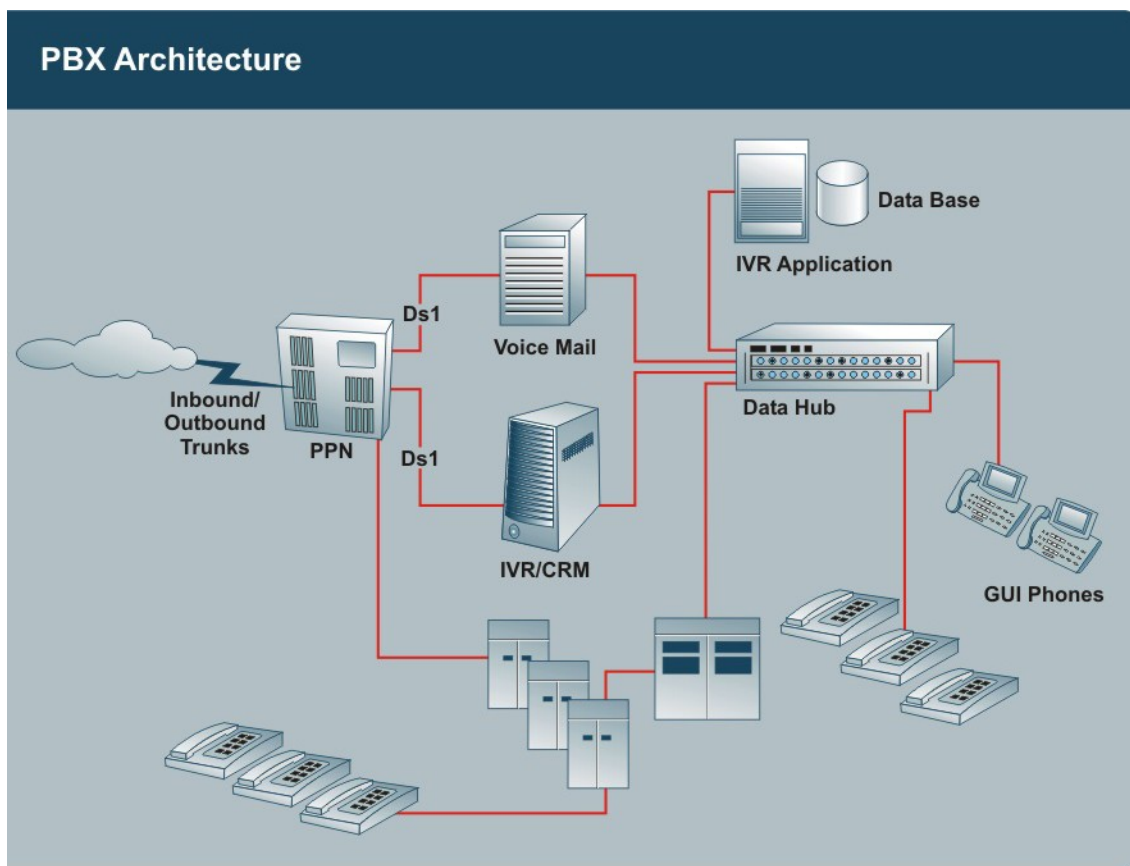 PBX Architecture
Data Base
IVR Application
Ds1
Voice Mail
Data Hub
Inbound/
Outbound
Trunks
PPN
Ds1
IVR/CRM
GUI Phones